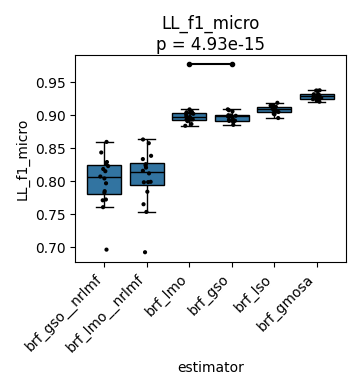 LL_f1_micro
p = 4.93e-15
LL_f1_micro
0.95
0.90
0.85
0.80
0.75
0.70
brf_gso__nrlmf
brf_lmo__nrlmf
brf_lmo
brf_gso
brf_lso
brf_gmosa
estimator